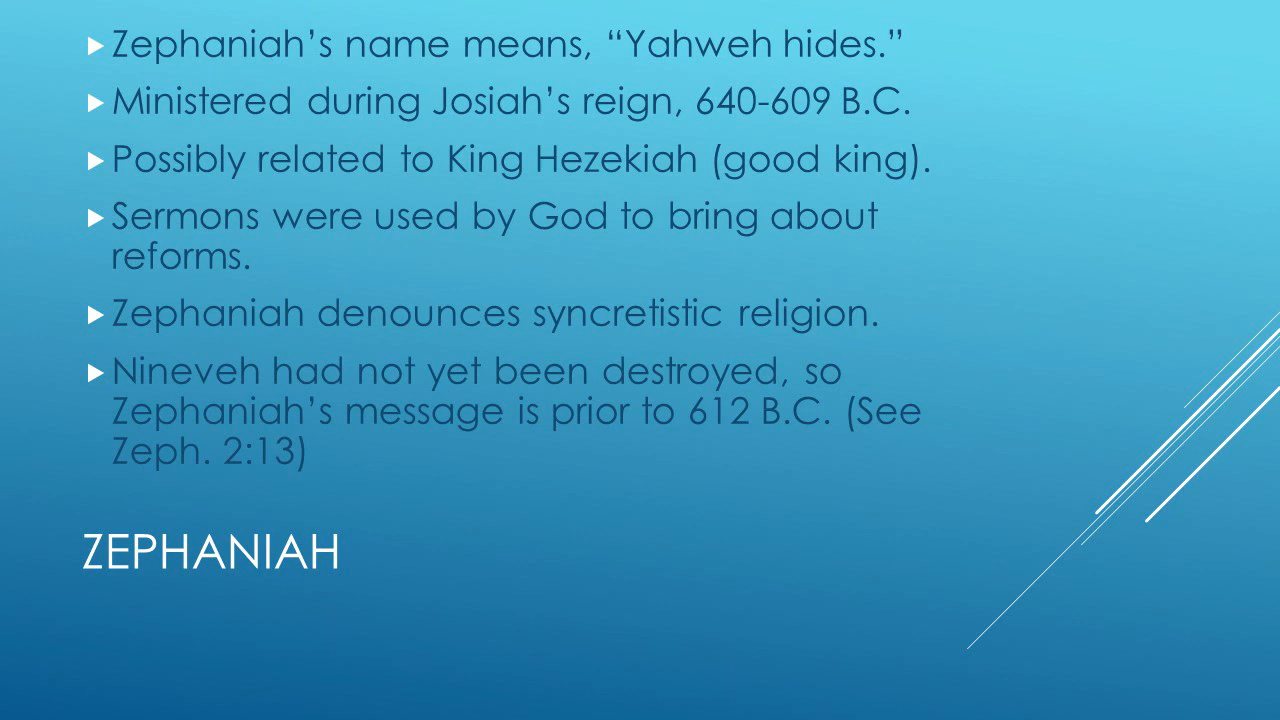 Zephaniah’s name means, “Yahweh hides.”
Ministered during Josiah’s reign, 640-609 B.C.
Possibly related to King Hezekiah (good king).
Sermons were used by God to bring about
reforms.
Zephaniah denounces syncretistic religion.
Nineveh had not yet been destroyed, so
Zephaniah’s message is prior to 612 B.C. (See
Zeph. 2:13)
ZEPHANIAH